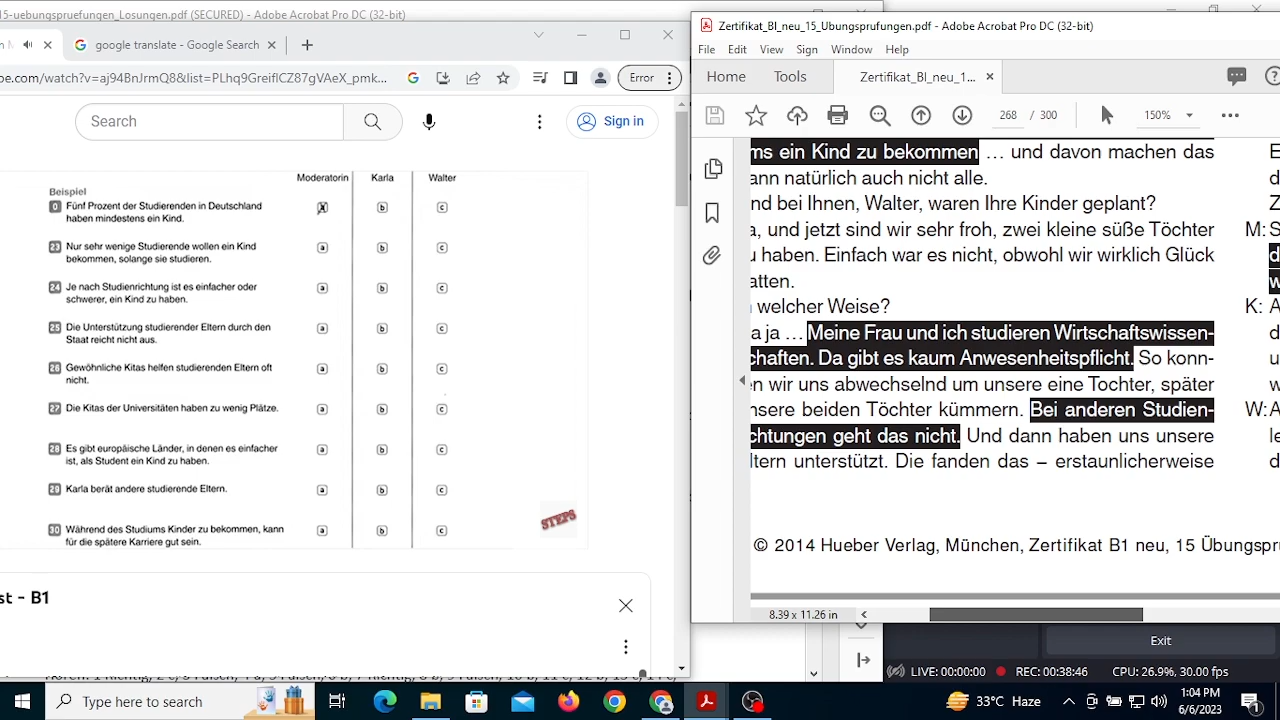 15-uebungspruefungen_Losungen.pdf (SECURED) - Adobe Acrobat Pro DC (32-bit)
google translate - Google Search
be.com/watch?v=aj94BnJrmQ8&list=PLhq9GreiflCZ87gVAeX_pmk...
Error
Search
Sign in
Moderatorin Karla Walter
Beispiel
0 Fünf Prozent der Studierenden in Deutschland
haben mindestens ein Kind.
a b c
23 Nur sehr wenige Studierende wollen ein Kind
bekommen, solange sie studieren.
a b c
24 Je nach Studienrichtung ist es einfacher oder
schwerer, ein Kind zu haben.
a b c
25 Die Unterstützung studierender Eltern durch den
Staat reicht nicht aus.
a b c
26 Gewöhnliche Kitas helfen studierenden Eltern oft
nicht.
a b c
27 Die Kitas der Universitäten haben zu wenig Plätze.
a b c
28 Es gibt europäische Länder, in denen es einfacher
ist, als Student ein Kind zu haben.
a b c
29 Karla berät andere studierende Eltern.
a b c
30 Während des Studiums Kinder zu bekommen, kann
für die spätere Karriere gut sein.
a b c
STEPS
st - B1
Zertifikat_BI_neu_15_Ubungsprufungen.pdf - Adobe Acrobat Pro DC (32-bit)
File Edit View Sign Window Help
Home Tools Zertifikat_BI_neu_1...
268 / 300 150%
ms ein Kind zu bekommen … und davon machen das
ann natürlich auch nicht alle.
nd bei Ihnen, Walter, waren Ihre Kinder geplant?
a, und jetzt sind wir sehr froh, zwei kleine süße Töchter
u haben. Einfach war es nicht, obwohl wir wirklich Glück
atten.
n welcher Weise?
a ja … Meine Frau und ich studieren Wirtschaftswissen-
chaften. Da gibt es kaum Anwesenheitspflicht. So konn-
en wir uns abwechselnd um unsere eine Tochter, später
nsere beiden Töchter kümmern. Bei anderen Studien-
chtungen geht das nicht. Und dann haben uns unsere
ltern unterstützt. Die fanden das – erstaunlicherweise
M: S
K: A
W: A
© 2014 Hueber Verlag, München, Zertifikat B1 neu, 15 Übungspr
8.39 x 11.26 in
Exit
LIVE: 00:00:00 REC: 00:38:46 CPU: 26.9%, 30.00 fps
Type here to search
33°C Haze
1:04 PM
6/6/2023
1